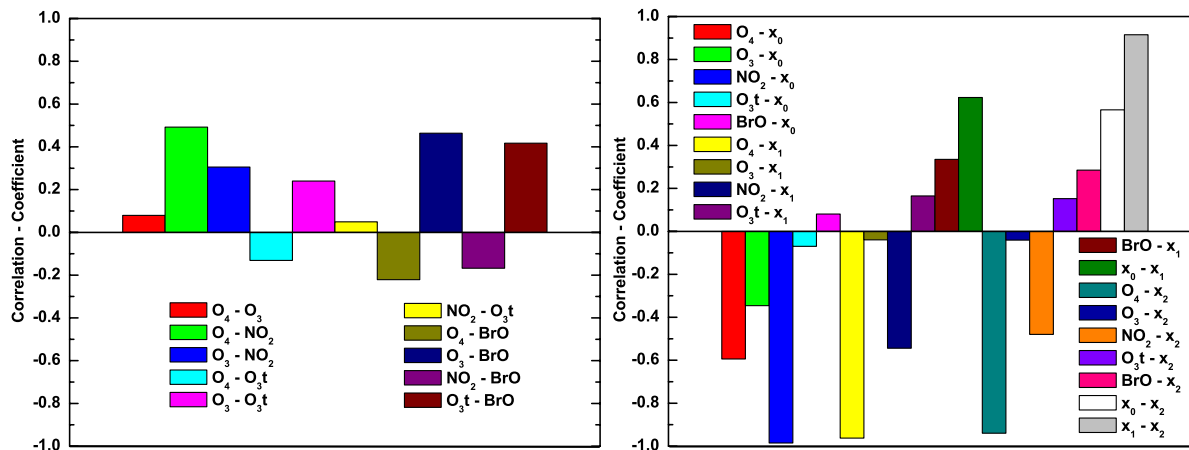 Correlation - Coefficient
1.0
0.8
0.6
0.4
0.2
0.0
-0.2
-0.4
-0.6
-0.8
-1.0
O4 - O3
O4 - NO2
O3 - NO2
O4 - O3t
O3 - O3t
NO2 - O3t
O4 - BrO
O3 - BrO
NO2 - BrO
O3t - BrO
Correlation - Coefficient
1.0
0.8
0.6
0.4
0.2
0.0
-0.2
-0.4
-0.6
-0.8
-1.0
O4 - x0
O3 - x0
NO2 - x0
O3t - x0
BrO - x0
O4 - x1
O3 - x1
NO2 - x1
O3t - x1
BrO - x1
x0 - x1
O4 - x2
O3 - x2
NO2 - x2
O3t - x2
BrO - x2
x0 - x2
x1 - x2